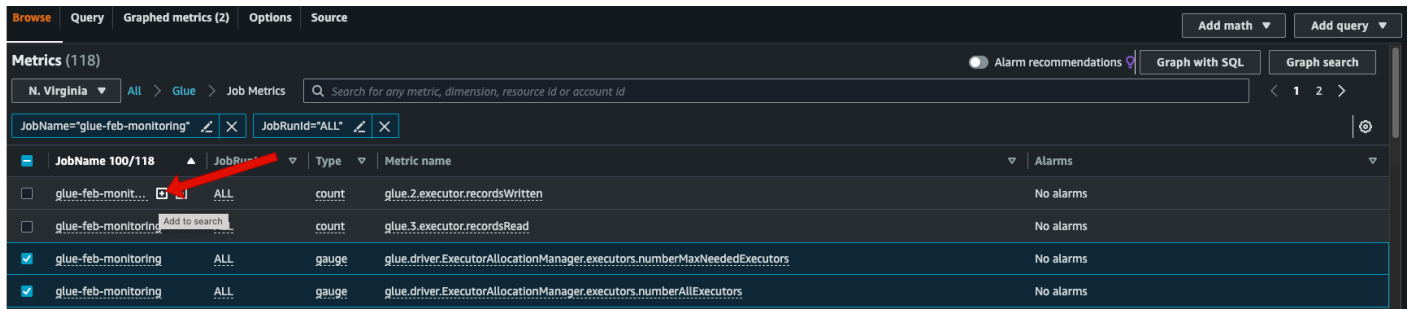 Browse Query Graphed metrics (2) Options Source Add math Add query
Metrics (118) Alarm recommendations Graph with SQL Graph search
N. Virginia All > Glue > Job Metrics Search for any metric, dimension, resource id or account id 1 2
JobName="glue-feb-monitoring" JobRunId="ALL"
JobName 100/118 Type Metric name Alarms
glue-feb-monit... ALL count glue.2.executor.recordsWritten No alarms
Add to search
glue-feb-monitoring count glue.3.executor.recordsRead No alarms
glue-feb-monitoring ALL gauge glue.driver.ExecutorAllocationManager.executors.numberMaxNeededExecutors No alarms
glue-feb-monitoring ALL gauge glue.driver.ExecutorAllocationManager.executors.numberAllExecutors No alarms